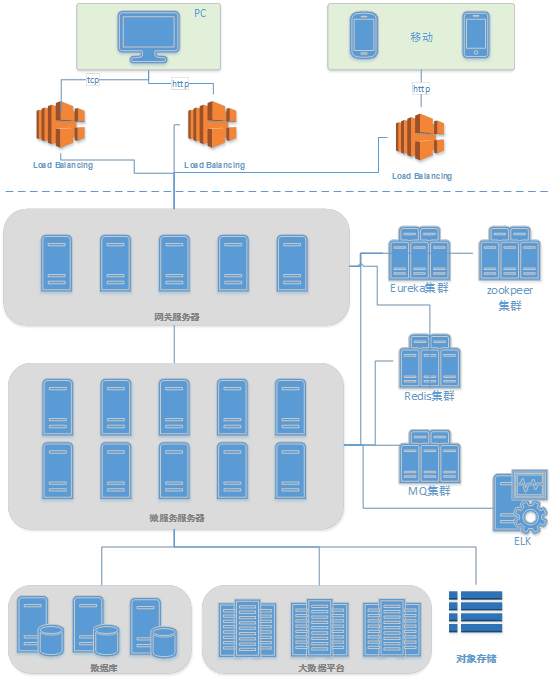 PC
移动
tcp
http
http
Load Balancing
Load Balancing
Load Balancing
网关服务器
Eureka集群
zookpeer
集群
Redis集群
MQ集群
微服务服务器
ELK
数据库
大数据平台
对象存储